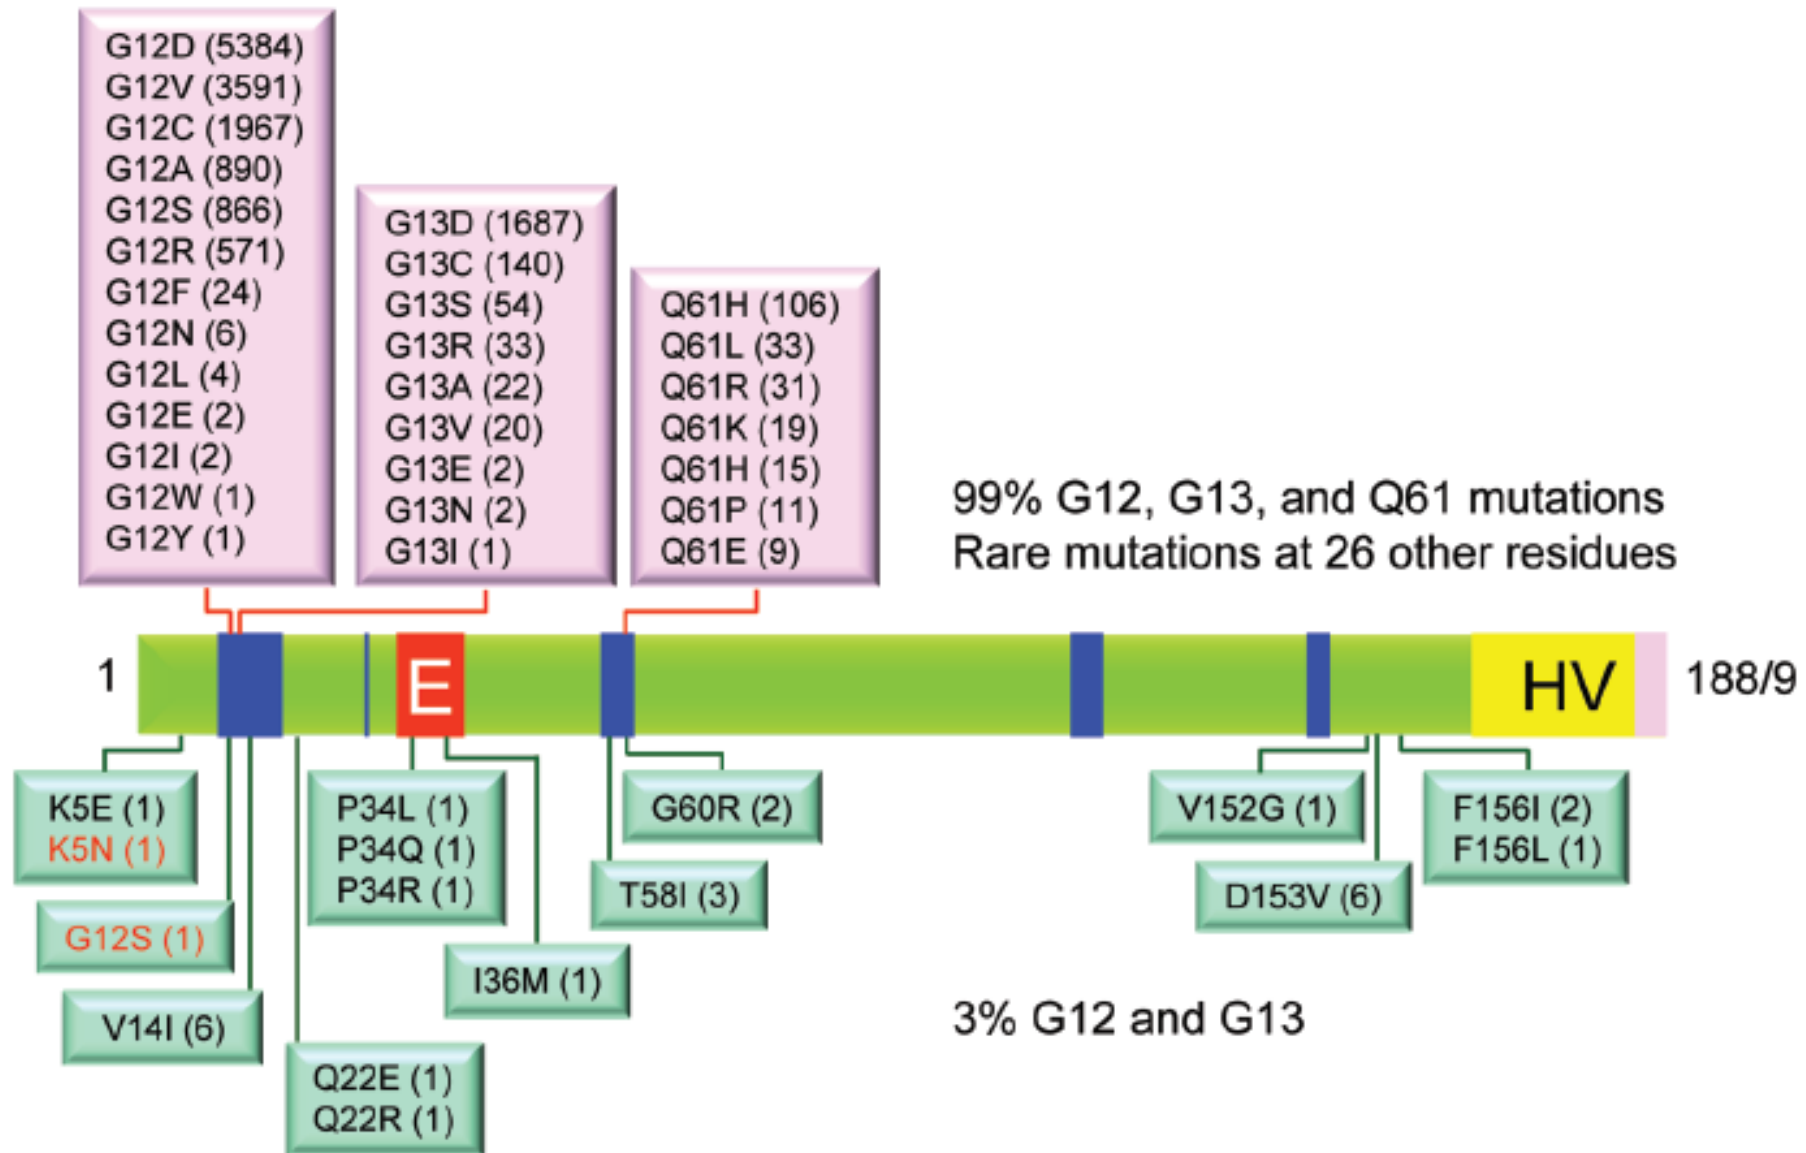 G12D (5384)
G12V (3591)
G12C (1967)
G12A (890)
G12S (866)
G12R (571)
G12F (24)
G12N (6)
G12L (4)
G12E (2)
G12I (2)
G12W (1)
G12Y (1)
G13D (1687)
G13C (140)
G13S (54)
G13R (33)
G13A (22)
G13V (20)
G13E (2)
G13N (2)
G13I (1)
Q61H (106)
Q61L (33)
Q61R (31)
Q61K (19)
Q61H (15)
Q61P (11)
Q61E (9)
99% G12, G13, and Q61 mutations
Rare mutations at 26 other residues
1
E
HV
188/9
K5E (1)
K5N (1)
G12S (1)
V14I (6)
Q22E (1)
Q22R (1)
P34L (1)
P34Q (1)
P34R (1)
I36M (1)
G60R (2)
T58I (3)
V152G (1)
D153V (6)
F156I (2)
F156L (1)
3% G12 and G13